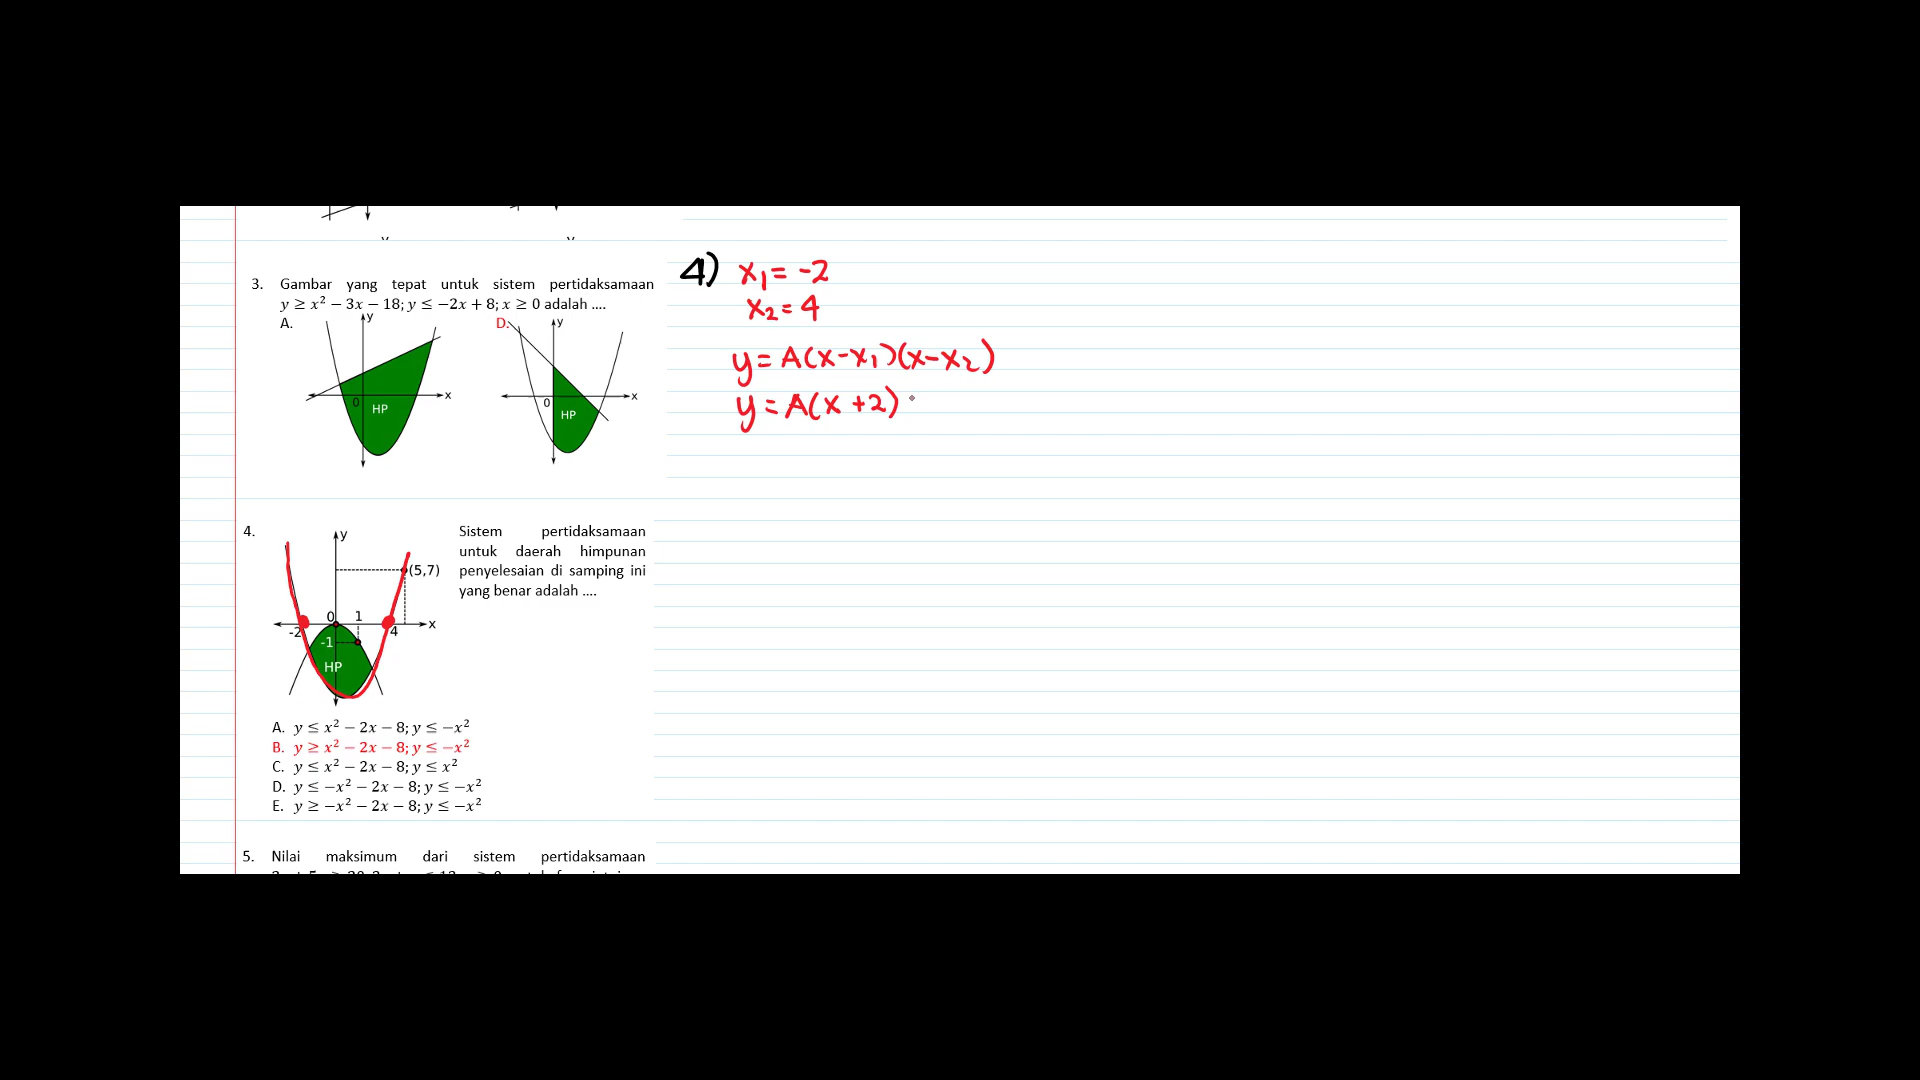 3. Gambar yang tepat untuk sistem pertidaksamaan
y ≥ x² − 3x − 18; y ≤ −2x + 8; x ≥ 0 adalah ....
A. y x 0 HP
D. y x 0 HP
4. Sistem pertidaksamaan
untuk daerah himpunan
penyelesaian di samping ini
yang benar adalah ....
y
(5,7)
0 1
-2 4 x
-1
HP
A. y ≤ x² − 2x − 8; y ≤ −x²
B. y ≥ x² − 2x − 8; y ≤ −x²
C. y ≤ x² − 2x − 8; y ≤ x²
D. y ≤ −x² − 2x − 8; y ≤ −x²
E. y ≥ −x² − 2x − 8; y ≤ −x²
5. Nilai maksimum dari sistem pertidaksamaan
4) x₁ = -2
x₂ = 4
y = A(x-x₁)(x-x₂)
y = A(x +2)